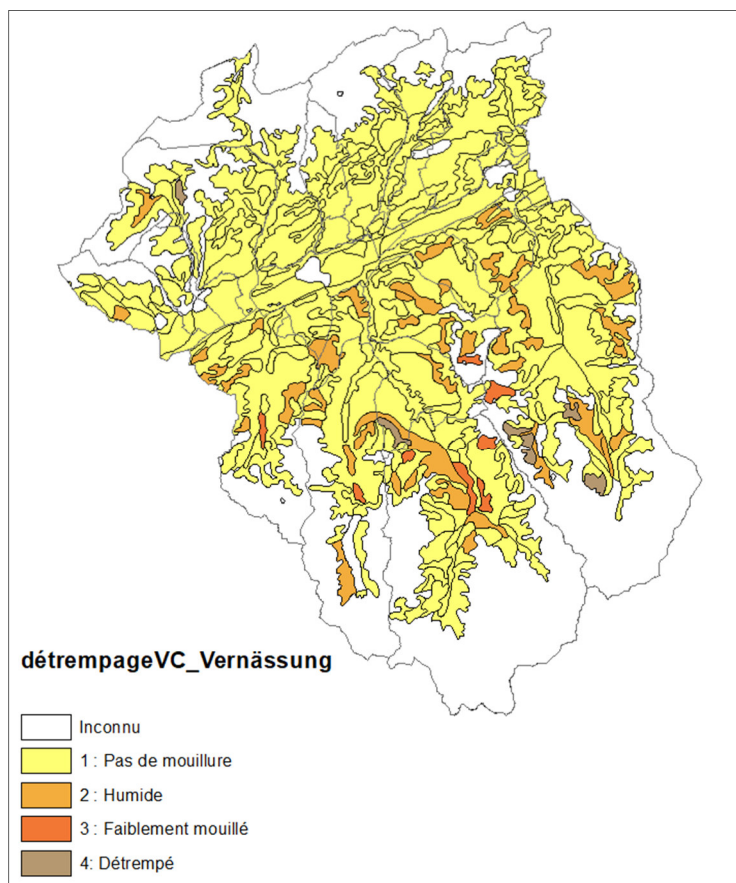 détrempageVC_Vernässung
Inconnu
1 : Pas de mouillure
2 : Humide
3 : Faiblement mouillé
4: Détrempé